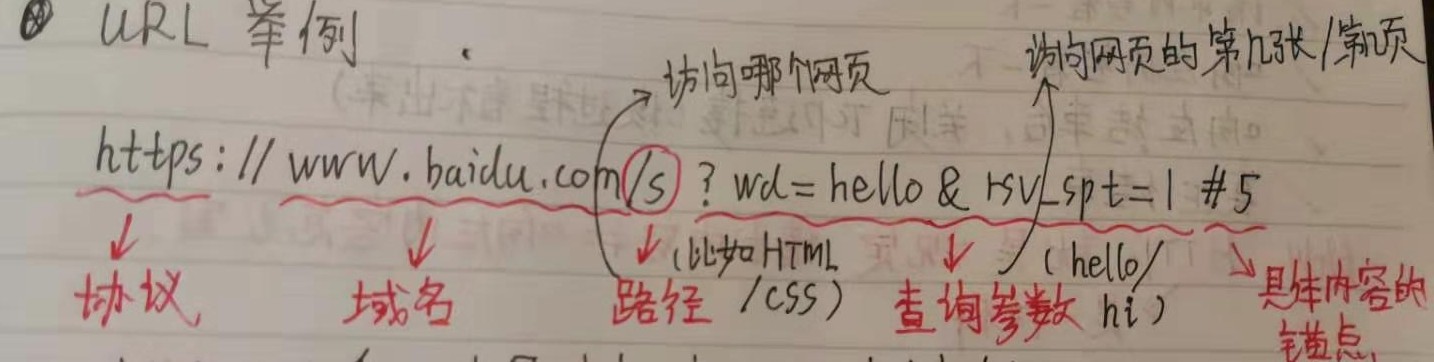 URL 举例
访问哪个网页
访问网页的第几张/第几页
https://www.baidu.com/s?wd=hello&rsv_spt=1#5
(比如HTML
/CSS)
(hello/
hi)
协议
域名
路径
查询参数
具体内容的
锚点